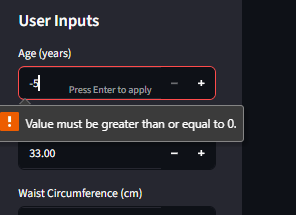 User Inputs
Age (years)
-5
Press Enter to apply
− +
! Value must be greater than or equal to 0.
33.00
− +
Waist Circumference (cm)